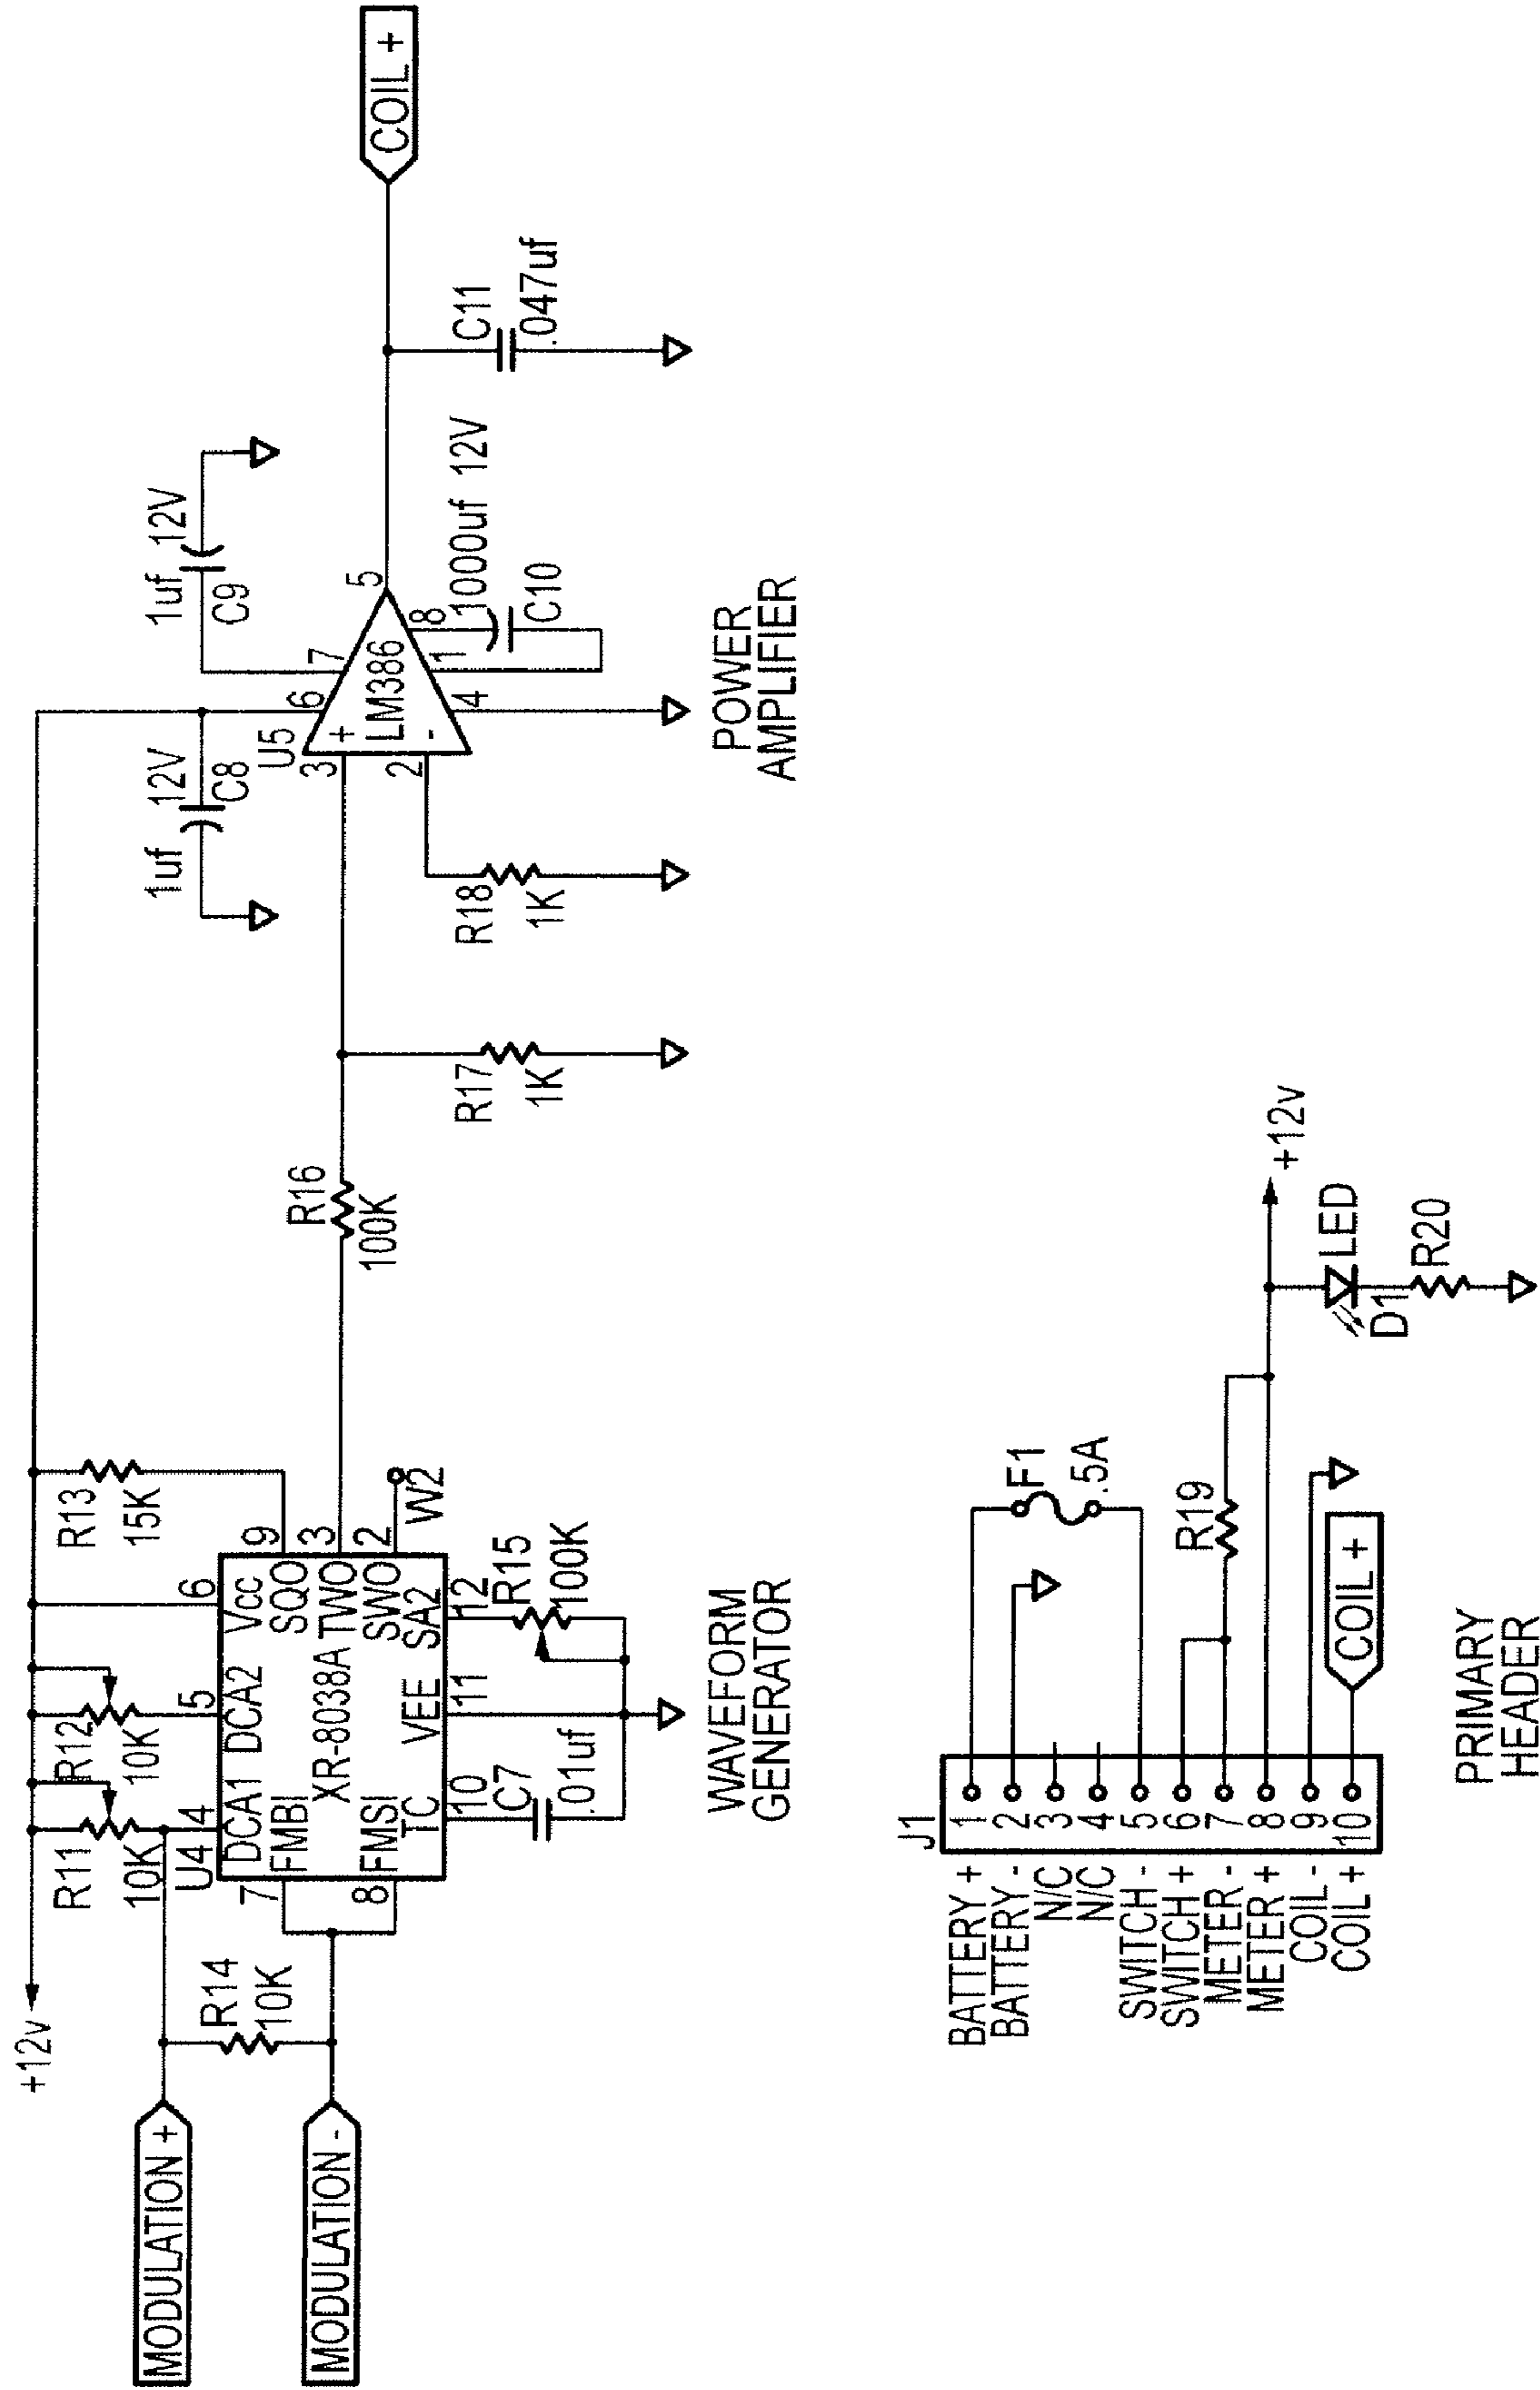 +12v
MODULATION +
MODULATION -
R14
10K
R11
10K
R12
10K
R13
15K
U4
4
5
6
DCA1
DCA2
Vcc
7
FMBI
8
FMSI
XR-8038A
SQO
9
TWO
3
SWO
2
W2
TC
VEE
SA2
10
11
12
C7
.01uf
R15
100K
WAVEFORM
GENERATOR
R16
100K
R17
1K
R18
1K
1uf 12V
C8
1uf 12V
C9
U5
3
+
2
-
LM386
6
7
5
8
1
4
1000uf 12V
C10
POWER
AMPLIFIER
C11
.047uf
COIL +
J1
BATTERY + 1
BATTERY - 2
N/C 3
N/C 4
SWITCH - 5
SWITCH + 6
METER - 7
METER + 8
COIL - 9
COIL + 10
F1
.5A
R19
COIL +
+12v
LED
D1
R20
PRIMARY
HEADER